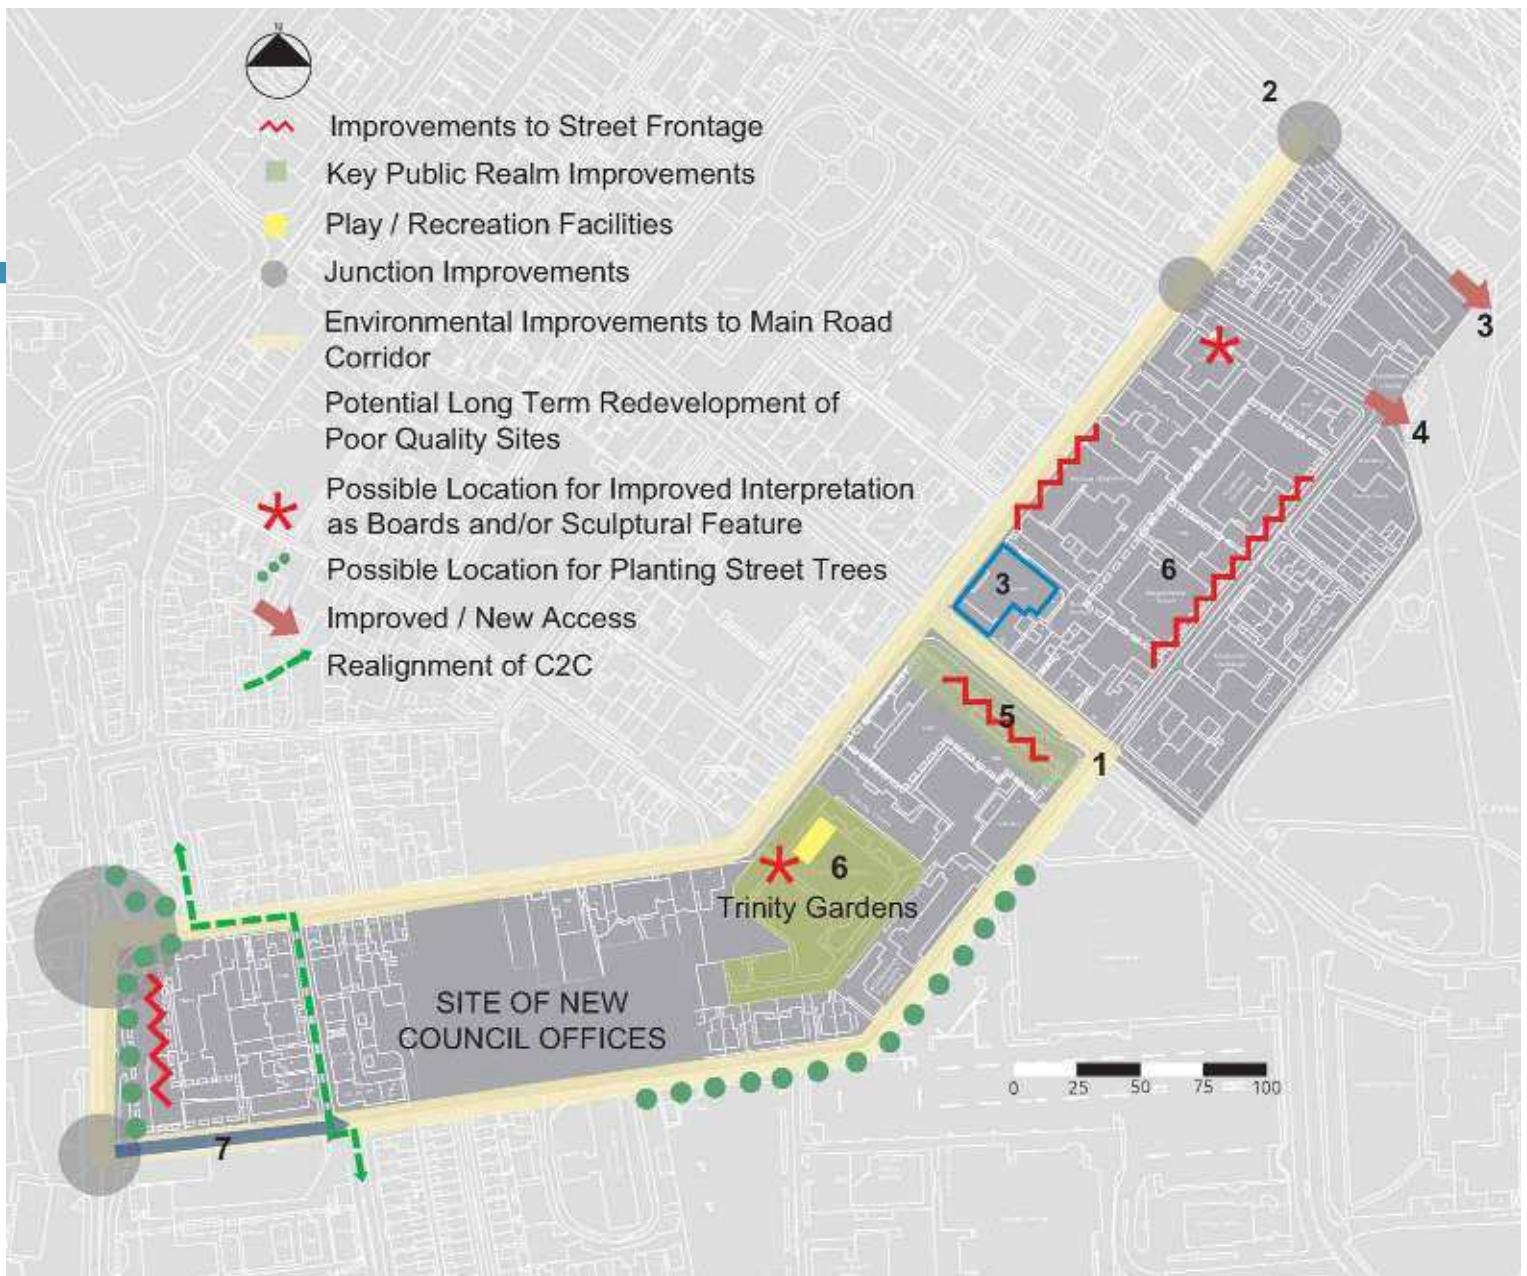 N
Improvements to Street Frontage
Key Public Realm Improvements
Play / Recreation Facilities
Junction Improvements
Environmental Improvements to Main Road
Corridor
Potential Long Term Redevelopment of
Poor Quality Sites
Possible Location for Improved Interpretation
as Boards and/or Sculptural Feature
Possible Location for Planting Street Trees
Improved / New Access
Realignment of C2C
2
3
4
3
6
5
1
6
Trinity Gardens
SITE OF NEW
COUNCIL OFFICES
0 25 50 75 100
7